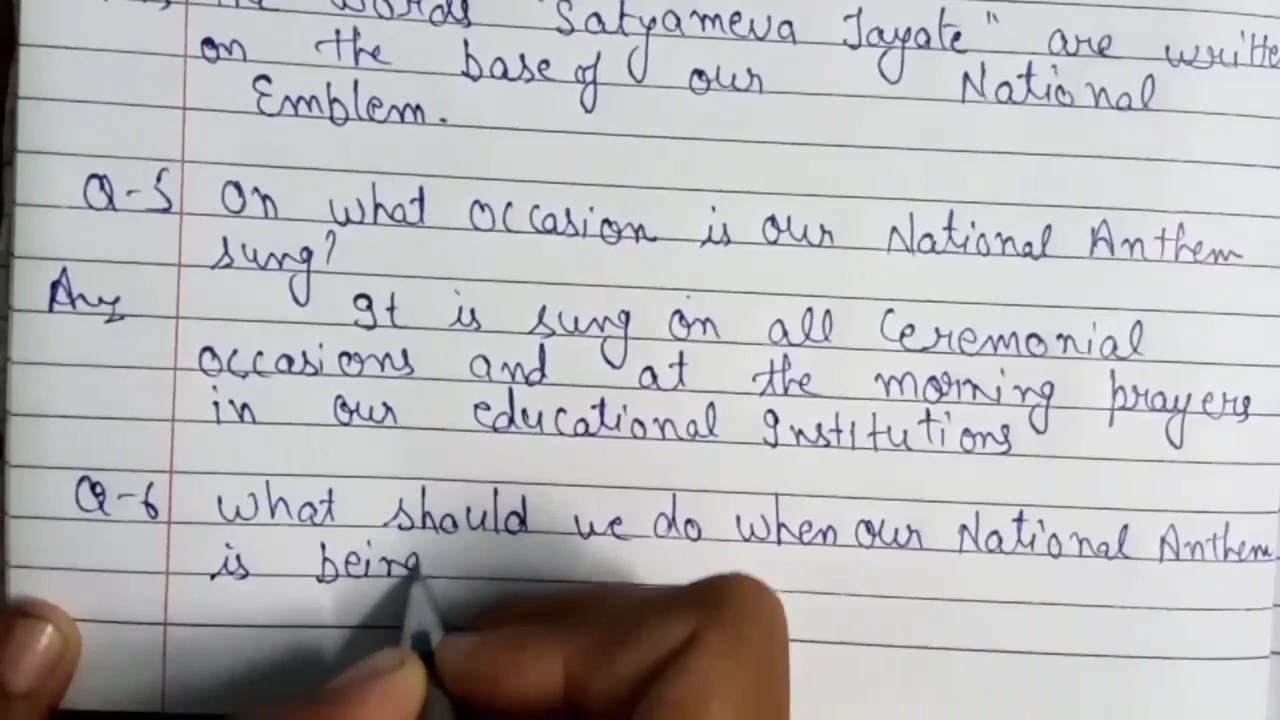 words "Satyameva Jayate" are writte
on the base of our National
Emblem.
Q-5 On what occasion is our National Anthem
sung?
Ans It is sung on all Ceremonial
occasions and at the morning prayers
in our educational Institutions
Q-6 What should we do when our National Anthem
is being